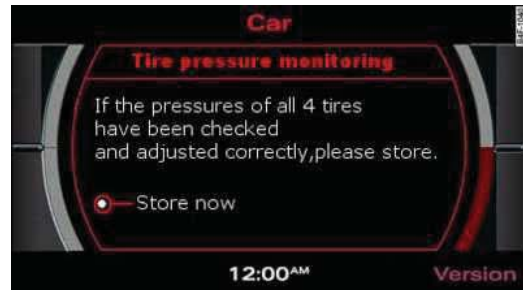 Car
Tire pressure monitoring
If the pressures of all 4 tires
have been checked
and adjusted correctly,please store.
Store now
12:00AM
Version